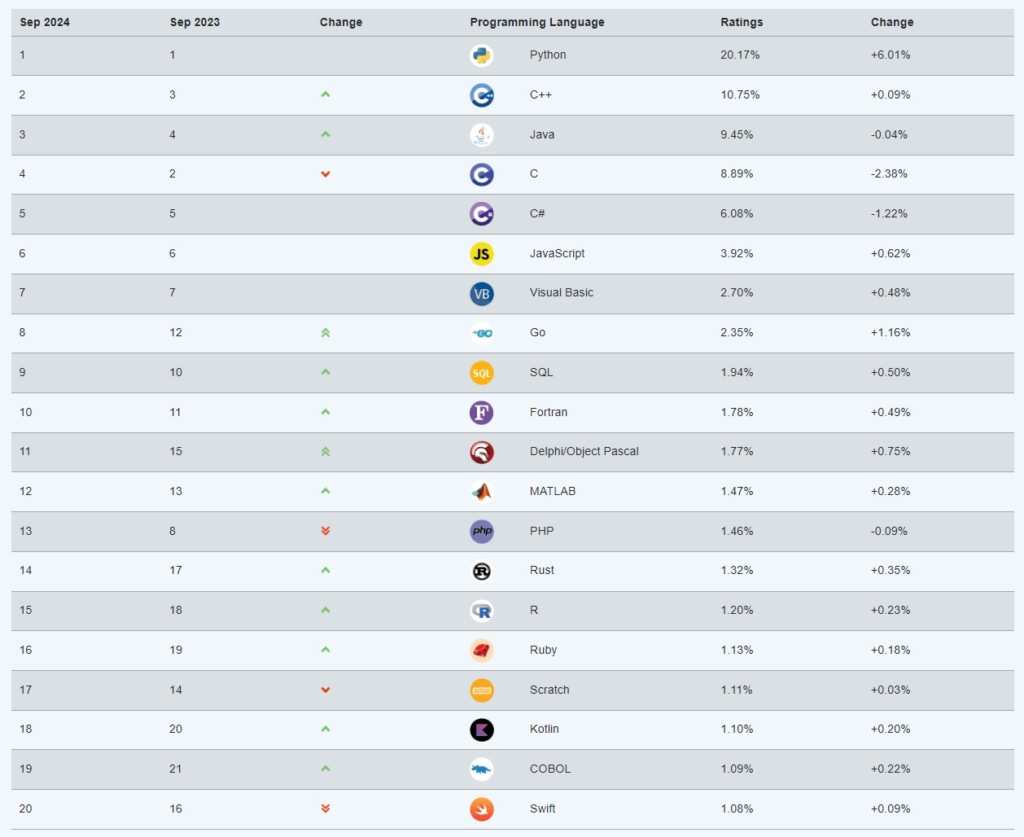 Sep 2024 Sep 2023 Change Programming Language Ratings Change
1 1 Python 20.17% +6.01%
2 3 C++ 10.75% +0.09%
3 4 Java 9.45% -0.04%
4 2 C 8.89% -2.38%
5 5 C# 6.08% -1.22%
6 6 JS JavaScript 3.92% +0.62%
7 7 VB Visual Basic 2.70% +0.48%
8 12 GO Go 2.35% +1.16%
9 10 SQL SQL 1.94% +0.50%
10 11 F Fortran 1.78% +0.49%
11 15 Delphi/Object Pascal 1.77% +0.75%
12 13 MATLAB 1.47% +0.28%
13 8 php PHP 1.46% -0.09%
14 17 R Rust 1.32% +0.35%
15 18 R R 1.20% +0.23%
16 19 Ruby 1.13% +0.18%
17 14 Scratch 1.11% +0.03%
18 20 Kotlin 1.10% +0.20%
19 21 COBOL 1.09% +0.22%
20 16 Swift 1.08% +0.09%